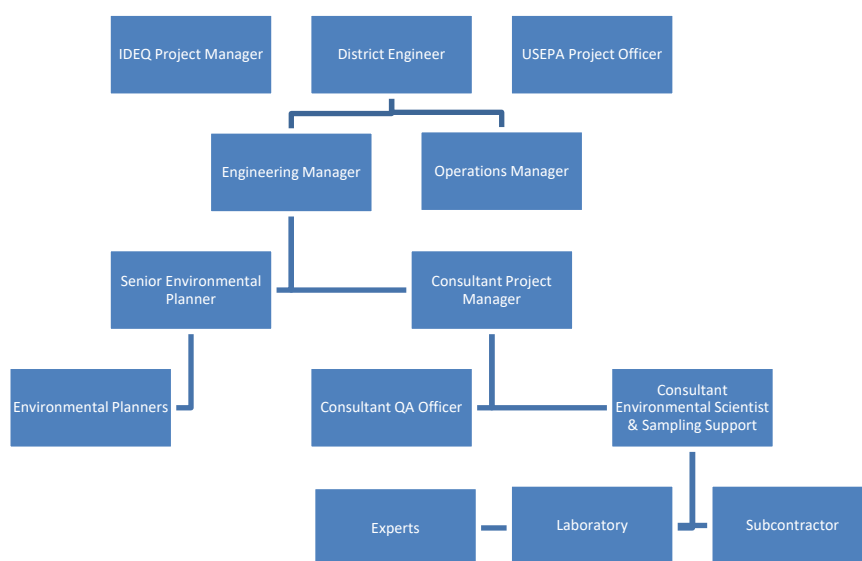 IDEQ Project Manager
District Engineer
USEPA Project Officer
Engineering Manager
Operations Manager
Senior Environmental
Planner
Consultant Project
Manager
Environmental Planners
Consultant QA Officer
Consultant
Environmental Scientist
& Sampling Support
Experts
Laboratory
Subcontractor